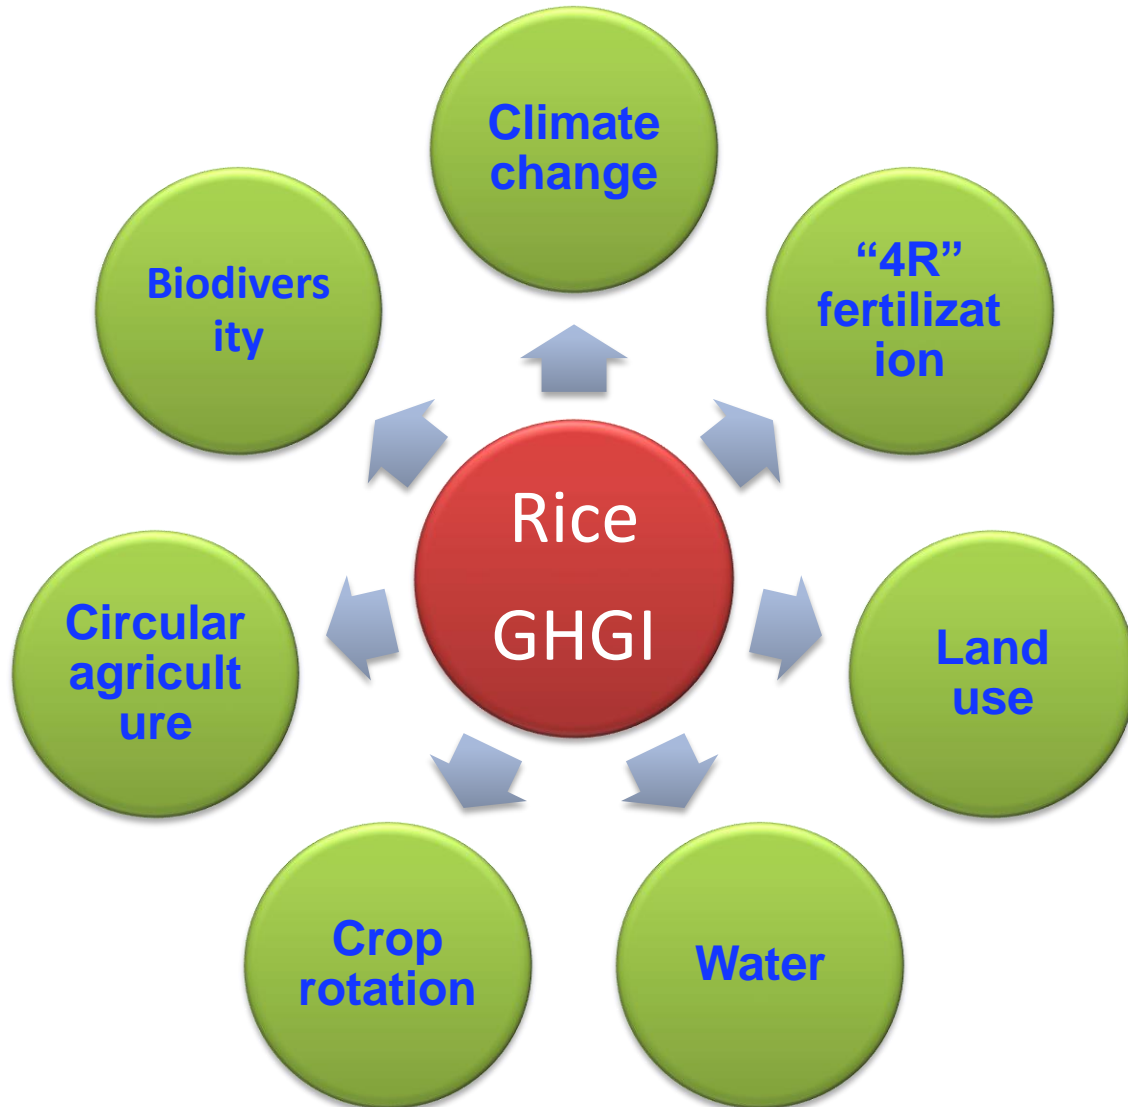 Climate
change
“4R”
fertilizat
ion
Land
use
Water
Crop
rotation
Circular
agricult
ure
Biodivers
ity
Rice
GHGI